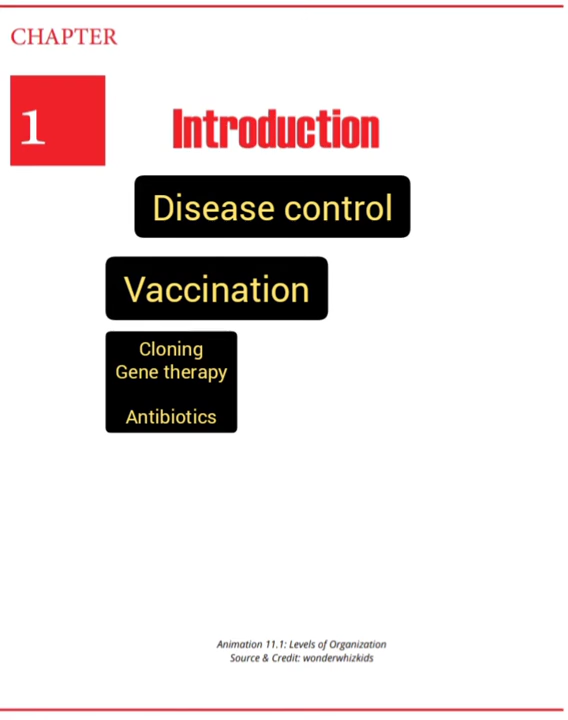 CHAPTER
1
Introduction
Disease control
Vaccination
Cloning
Gene therapy
Antibiotics
Animation 11.1: Levels of Organization
Source & Credit: wonderwhizkids